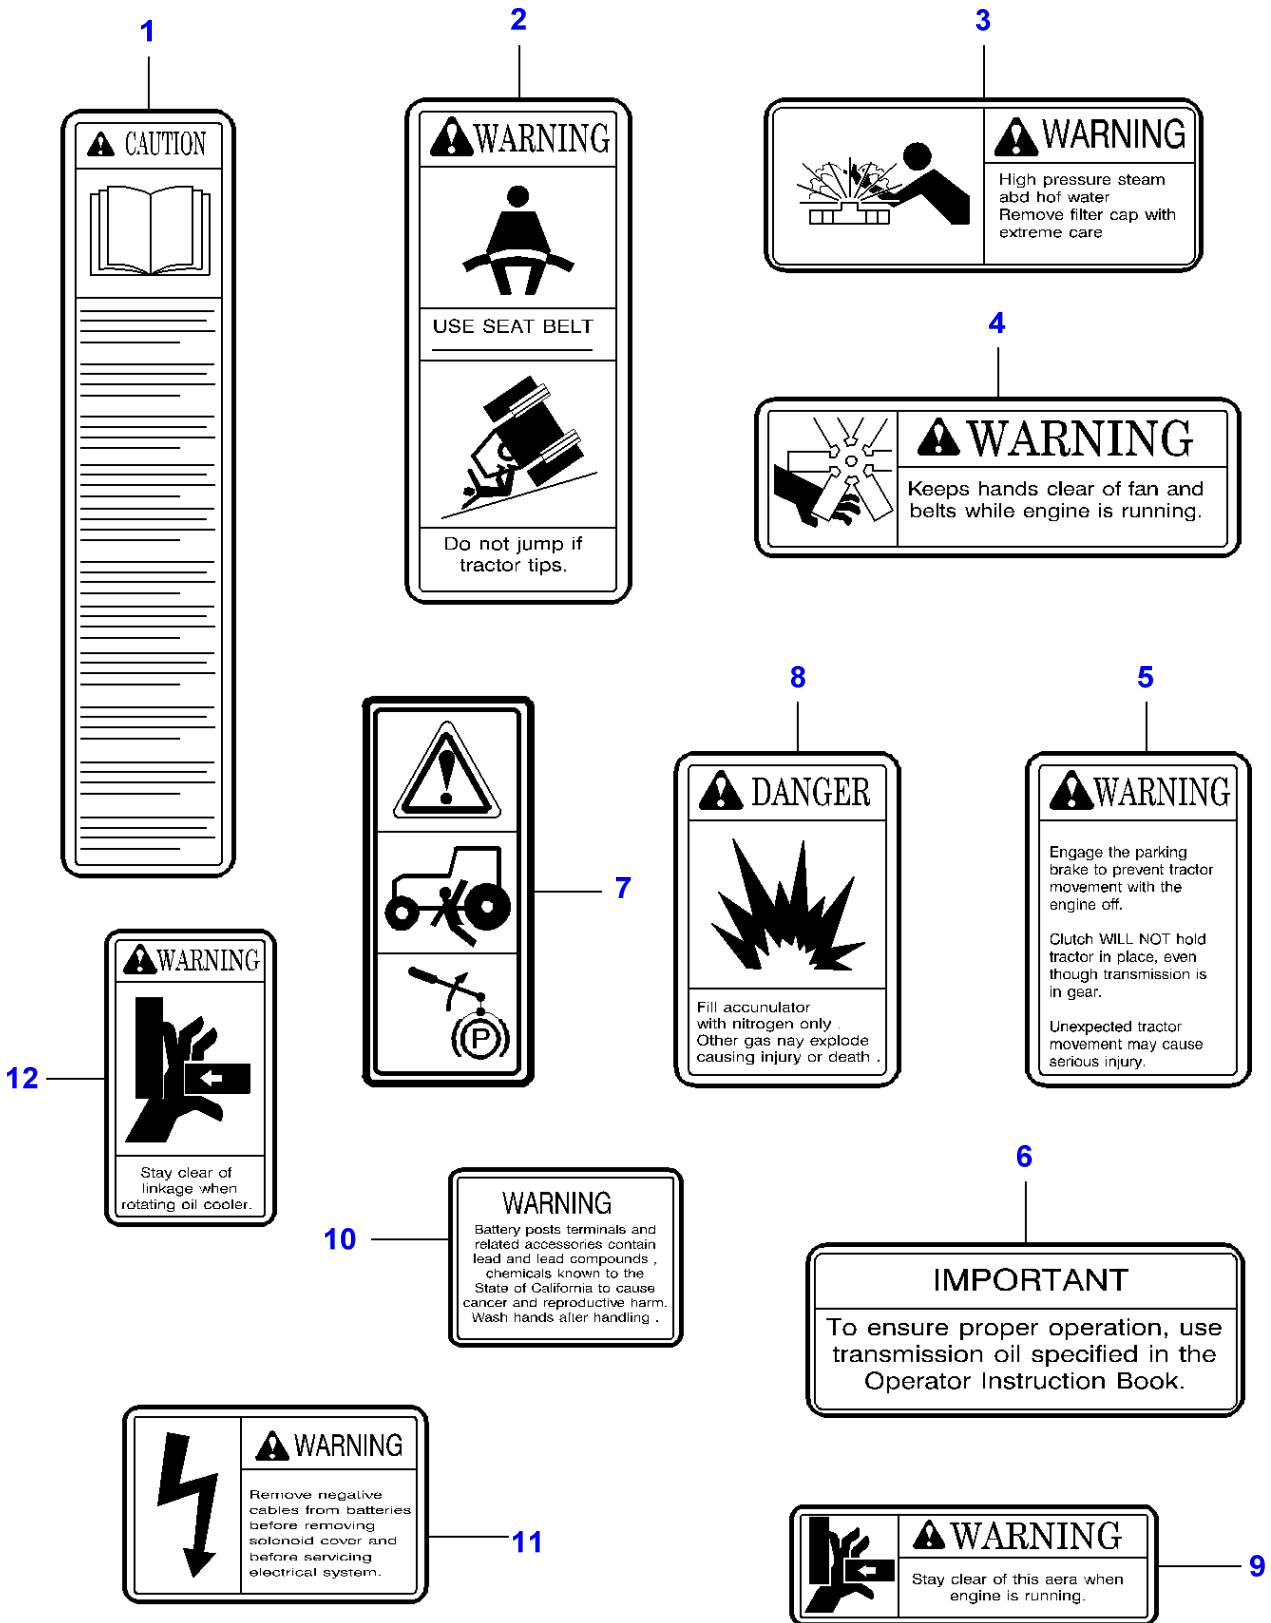 1
CAUTION
2
WARNING
USE SEAT BELT
Do not jump if
tractor tips.
3
WARNING
High pressure steam
abd hof water
Remove filter cap with
extreme care
4
WARNING
Keeps hands clear of fan and
belts while engine is running.
7
P
8
DANGER
Fill accunulator
with nitrogen only .
Other gas nay explode
causing injury or death .
5
WARNING
Engage the parking
brake to prevent tractor
movement with the
engine off.
Clutch WILL NOT hold
tractor in place, even
though transmission is
in gear.
Unexpected tractor
movement may cause
serious injury.
12
WARNING
Stay clear of
linkage when
rotating oil cooler.
10
WARNING
Battery posts terminals and
related accessories contain
lead and lead compounds ,
chemicals known to the
State of California to cause
cancer and reproductive harm.
Wash hands aller handling .
6
IMPORTANT
To ensure proper operation, use
transmission oil specified in the
Operator Instruction Book.
11
WARNING
Remove negative
cables from batteries
before removing
solenoid covor and
before servicing
electrical system.
9
WARNING
Stay clear of this aera when
engine is running.